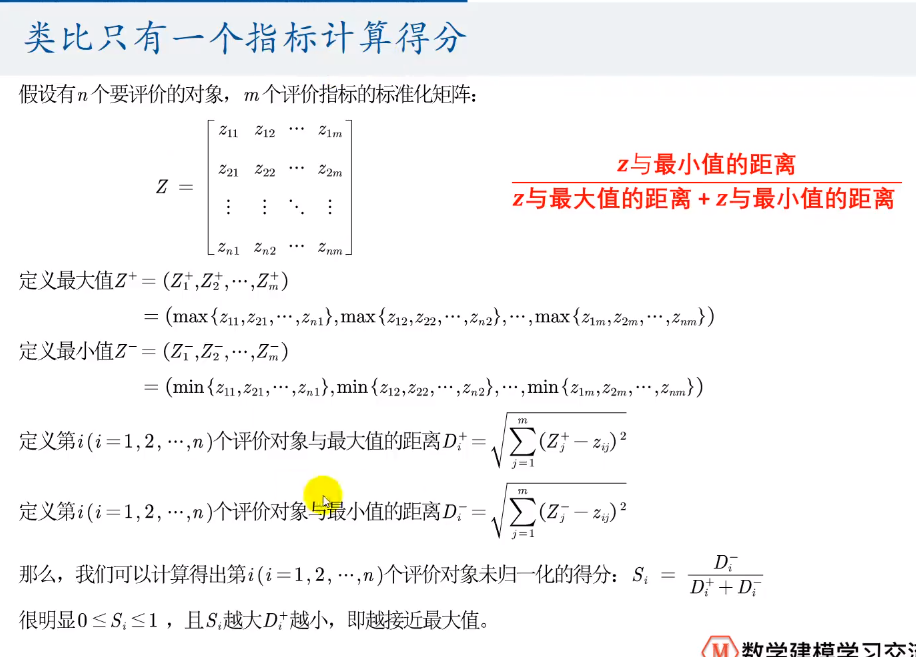 类比只有一个指标计算得分
假设有n个要评价的对象，m个评价指标的标准化矩阵：
Z = [z₁₁ z₁₂ ⋯ z₁ₘ
z₂₁ z₂₂ ⋯ z₂ₘ
⋮ ⋮ ⋱ ⋮
zₙ₁ zₙ₂ ⋯ zₙₘ]
z与最小值的距离
z与最大值的距离 + z与最小值的距离
定义最大值Z⁺ = (Z₁⁺,Z₂⁺,⋯,Zₘ⁺)
= (max{z₁₁,z₂₁,⋯,zₙ₁},max{z₁₂,z₂₂,⋯,zₙ₂},⋯,max{z₁ₘ,z₂ₘ,⋯,zₙₘ})
定义最小值Z⁻ = (Z₁⁻,Z₂⁻,⋯,Zₘ⁻)
= (min{z₁₁,z₂₁,⋯,zₙ₁},min{z₁₂,z₂₂,⋯,zₙ₂},⋯,min{z₁ₘ,z₂ₘ,⋯,zₙₘ})
定义第i(i=1,2,⋯,n)个评价对象与最大值的距离Dᵢ⁺ = √(∑_{j=1}^{m}(Zⱼ⁺ − zᵢⱼ)²)
定义第i(i=1,2,⋯,n)个评价对象与最小值的距离Dᵢ⁻ = √(∑_{j=1}^{m}(Zⱼ⁻ − zᵢⱼ)²)
那么，我们可以计算得出第i(i=1,2,⋯,n)个评价对象未归一化的得分：Sᵢ = Dᵢ⁻ / (Dᵢ⁺ + Dᵢ⁻)
很明显0≤Sᵢ≤1，且Sᵢ越大Dᵢ⁺越小，即越接近最大值。
M 数学建模学习交